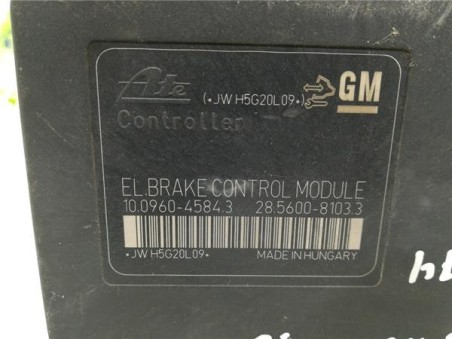 Ate (•JW H5G20L09•) GM
Controller
EL.BRAKE CONTROL MODULE
10.0960-4584.3 28.5600-8103.3
•JW H5G20L09• MADE IN HUNGARY